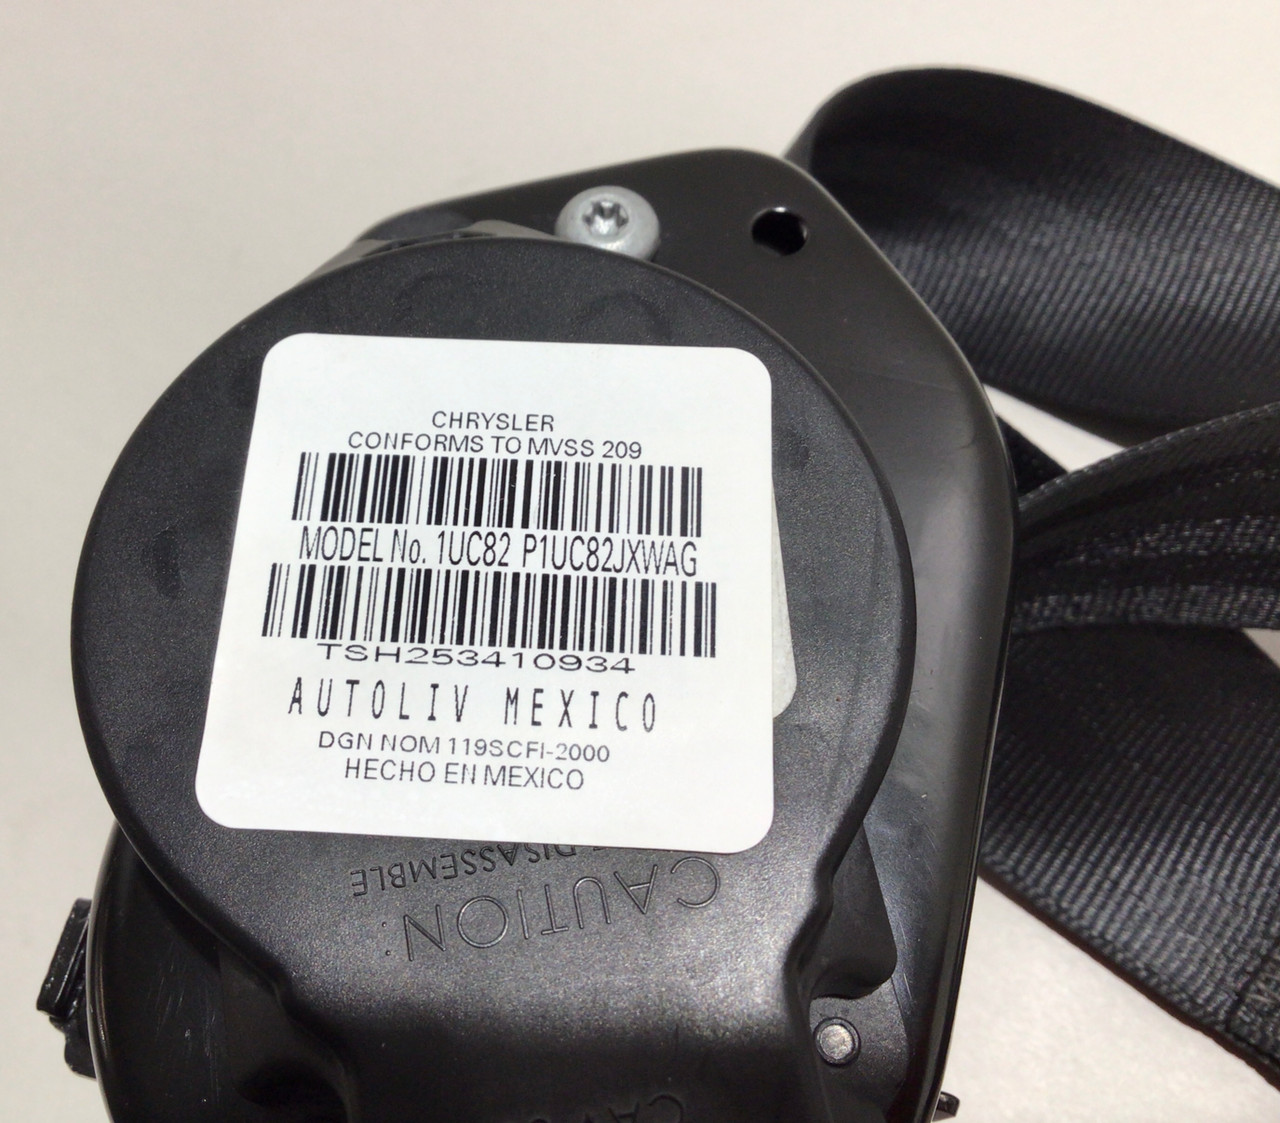 CHRYSLER
CONFORMS TO MVSS 209
MODEL No. 1UC82 P1UC82JXWAG
TSH253410934
AUTOLIV MEXICO
DGN NOM 119SCFI-2000
HECHO EN MEXICO
CAUTION:
DISASSEMBLE